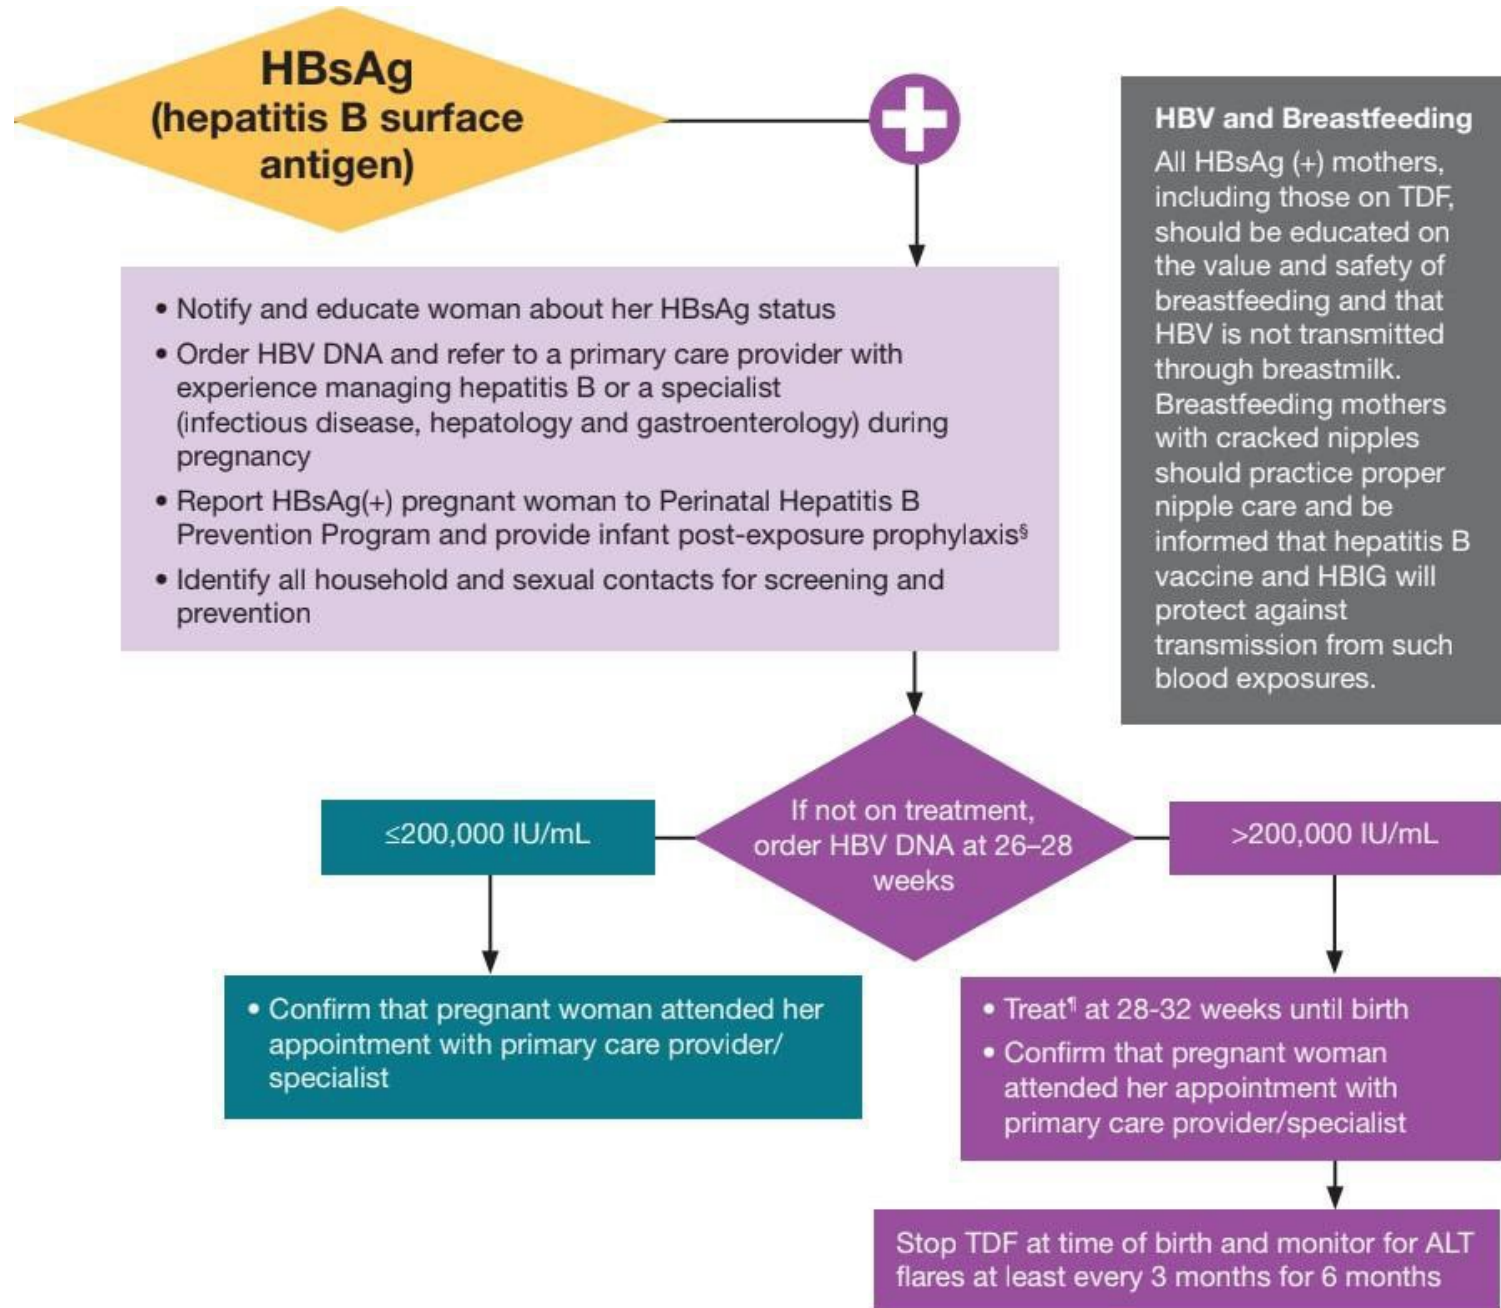 HBsAg
(hepatitis B surface
antigen)
HBV and Breastfeeding
All HBsAg (+) mothers,
including those on TDF,
should be educated on
the value and safety of
breastfeeding and that
HBV is not transmitted
through breastmilk.
Breastfeeding mothers
with cracked nipples
should practice proper
nipple care and be
informed that hepatitis B
vaccine and HBIG will
protect against
transmission from such
blood exposures.
• Notify and educate woman about her HBsAg status
• Order HBV DNA and refer to a primary care provider with
experience managing hepatitis B or a specialist
(infectious disease, hepatology and gastroenterology) during
pregnancy
• Report HBsAg(+) pregnant woman to Perinatal Hepatitis B
Prevention Program and provide infant post-exposure prophylaxis§
• Identify all household and sexual contacts for screening and
prevention
If not on treatment,
order HBV DNA at 26–28
weeks
≤200,000 IU/mL
>200,000 IU/mL
• Confirm that pregnant woman attended her
appointment with primary care provider/
specialist
• Treat¶ at 28-32 weeks until birth
• Confirm that pregnant woman
attended her appointment with
primary care provider/specialist
Stop TDF at time of birth and monitor for ALT
flares at least every 3 months for 6 months